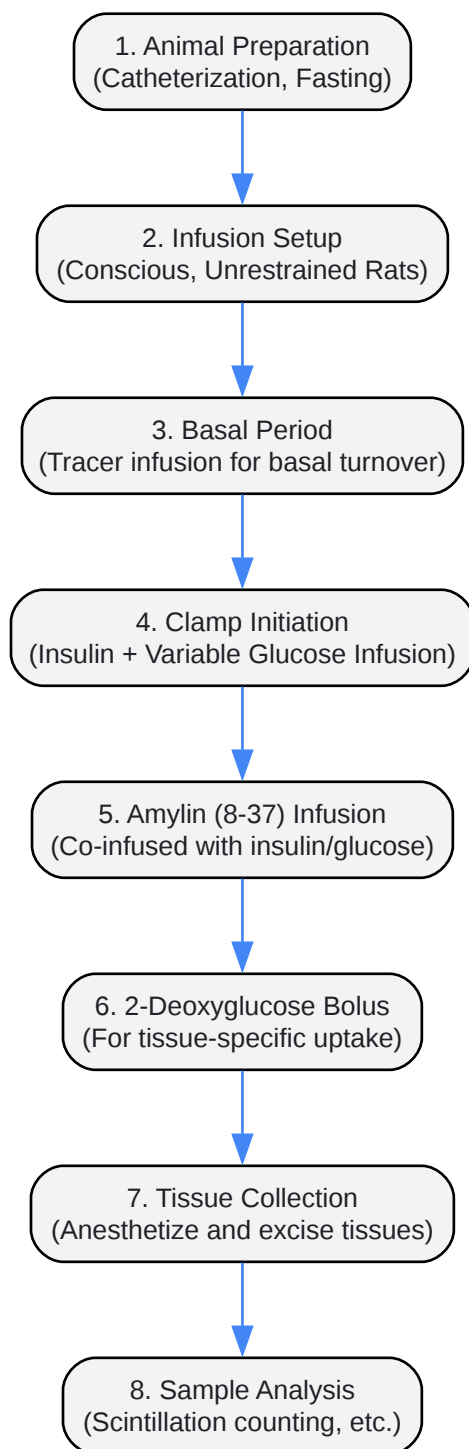 1. Animal Preparation
(Catheterization, Fasting)
2. Infusion Setup
(Conscious, Unrestrained Rats)
3. Basal Period
(Tracer infusion for basal turnover)
4. Clamp Initiation
(Insulin + Variable Glucose Infusion)
5. Amylin (8-37) Infusion
(Co-infused with insulin/glucose)
6. 2-Deoxyglucose Bolus
(For tissue-specific uptake)
7. Tissue Collection
(Anesthetize and excise tissues)
8. Sample Analysis
(Scintillation counting, etc.)